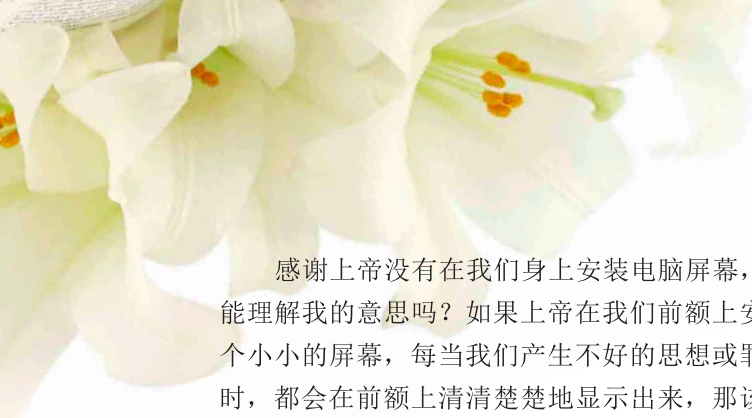 感谢上帝没有在我们身上安装电脑屏幕，
能理解我的意思吗？如果上帝在我们前额上安
个小小的屏幕，每当我们产生不好的思想或罪
时，都会在前额上清清楚楚地显示出来，那该